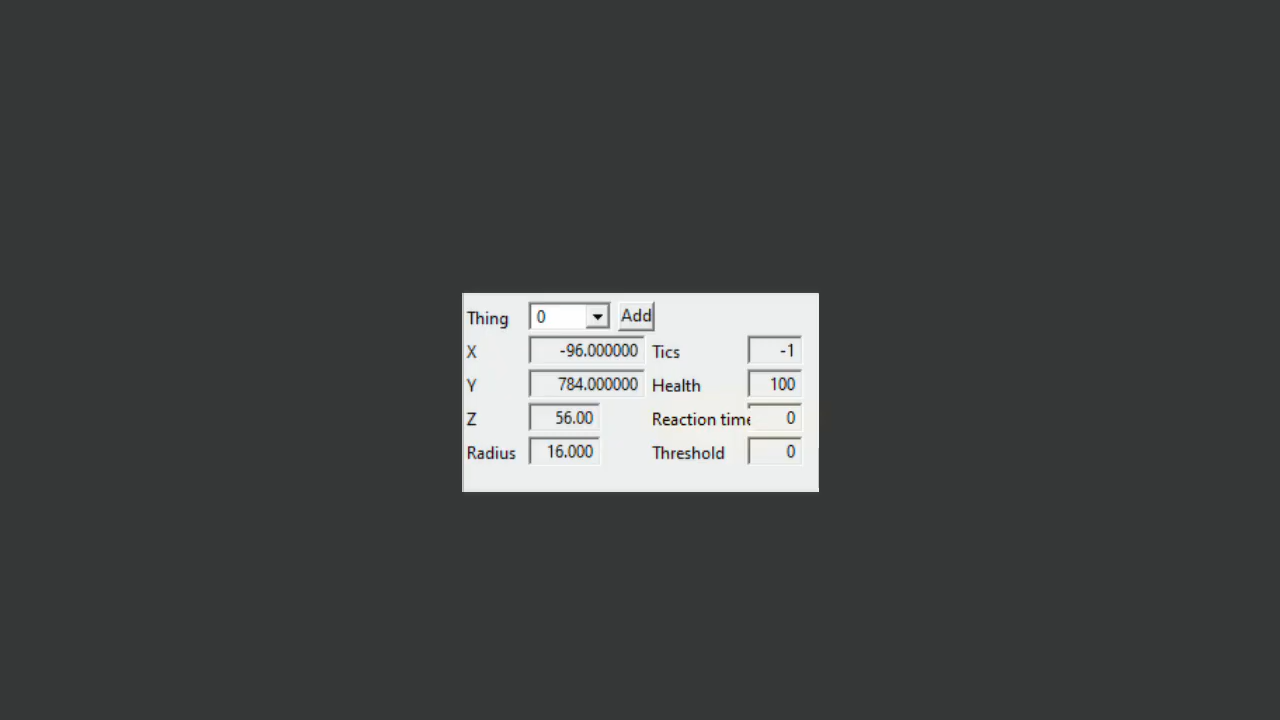 Thing 0 Add
X -96.000000 Tics -1
Y 784.000000 Health 100
Z 56.00 Reaction time 0
Radius 16.000 Threshold 0